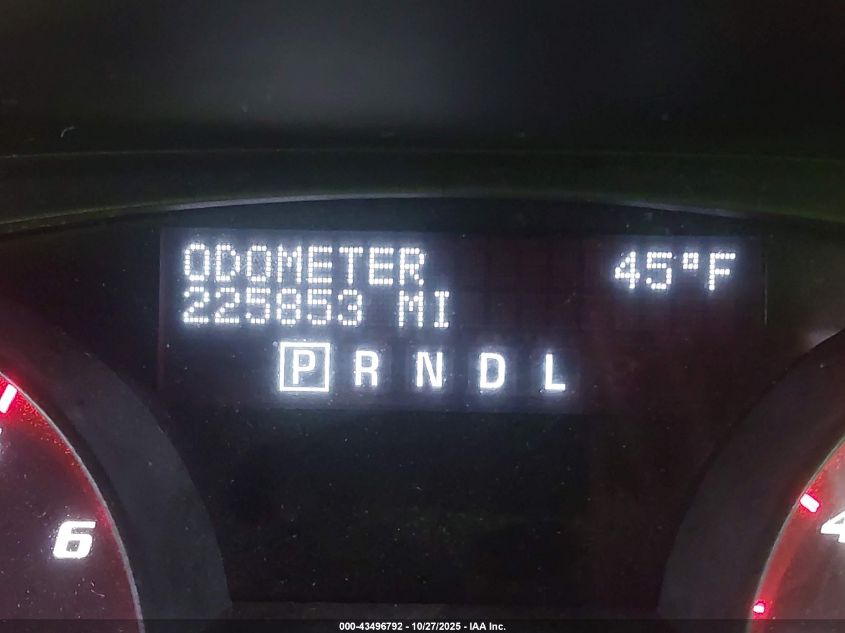 ODOMETER 45°F
225853 MI
P R N D L
6
4
000-43496792 - 10/27/2025 - IAA Inc.